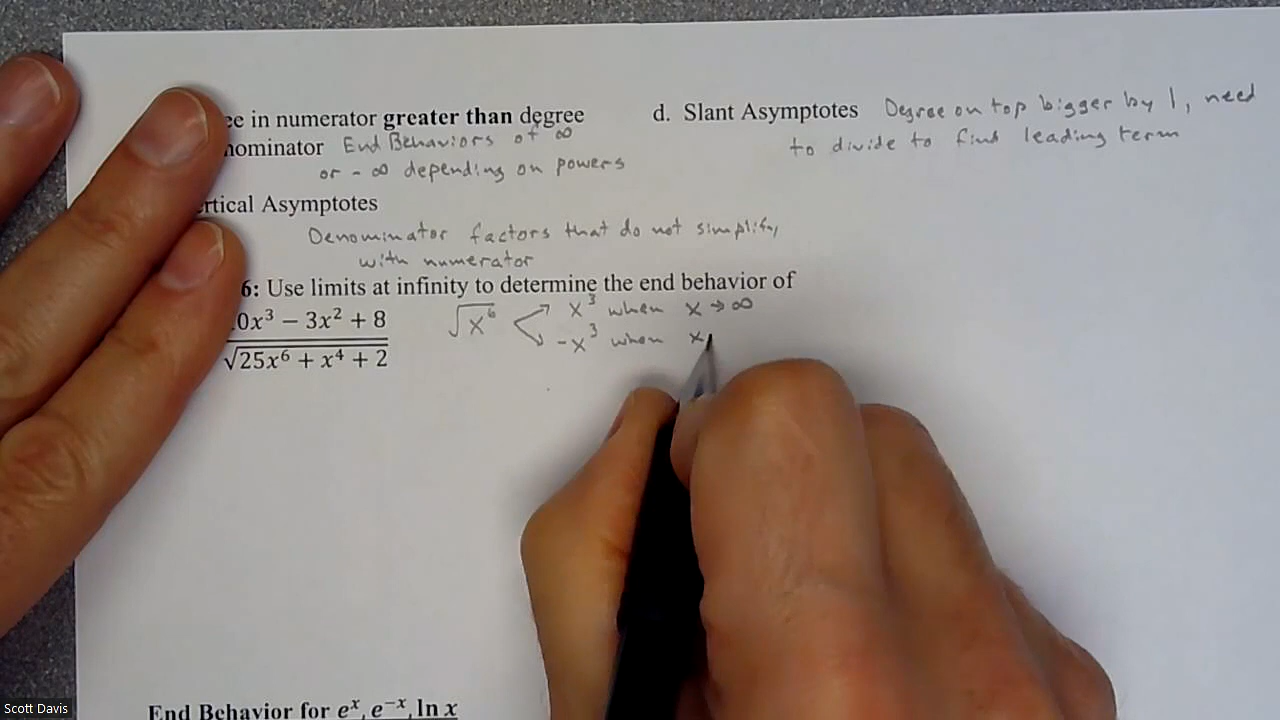 ee in numerator greater than degree
nominator End Behaviors of ∞
or - ∞ depending on powers
d. Slant Asymptotes Degree on top bigger by 1, need
to divide to find leading term
rtical Asymptotes
Denominator factors that do not simplify
with numerator
6: Use limits at infinity to determine the end behavior of
0x³ − 3x² + 8
√25x⁶ + x⁴ + 2
√x⁶ x³ when x → ∞
-x³ when x
End Behavior for eˣ, e⁻ˣ, ln x
Scott Davis